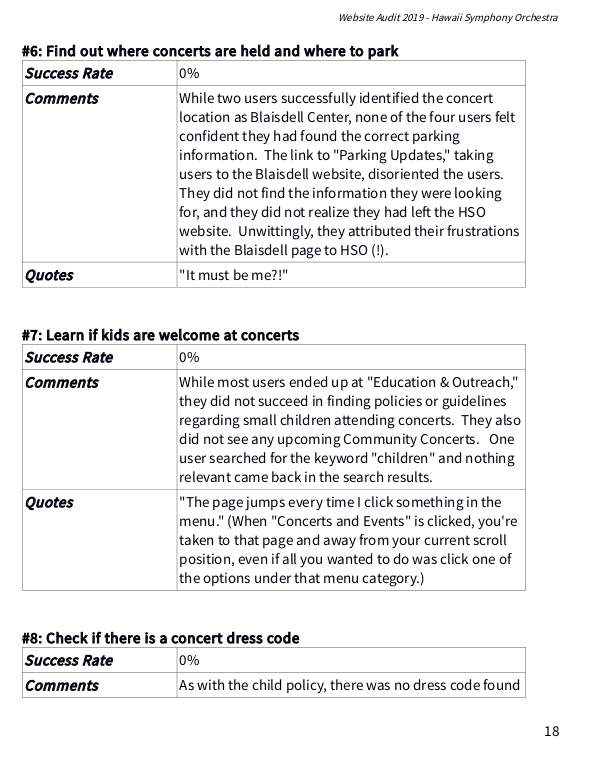 Website Audit 2019 - Hawaii Symphony Orchestra
#6: Find out where concerts are held and where to park
Success Rate 0%
Comments While two users successfully identified the concert
location as Blaisdell Center, none of the four users felt
confident they had found the correct parking
information.  The link to "Parking Updates," taking
users to the Blaisdell website, disoriented the users.
They did not find the information they were looking
for, and they did not realize they had left the HSO
website.  Unwittingly, they attributed their frustrations
with the Blaisdell page to HSO (!).
Quotes "It must be me?!"
#7: Learn if kids are welcome at concerts
Success Rate 0%
Comments While most users ended up at "Education & Outreach,"
they did not succeed in finding policies or guidelines
regarding small children attending concerts.  They also
did not see any upcoming Community Concerts.   One
user searched for the keyword "children" and nothing
relevant came back in the search results.
Quotes "The page jumps every time I click something in the
menu." (When "Concerts and Events" is clicked, you're
taken to that page and away from your current scroll
position, even if all you wanted to do was click one of
the options under that menu category.)
#8: Check if there is a concert dress code
Success Rate 0%
Comments As with the child policy, there was no dress code found
18